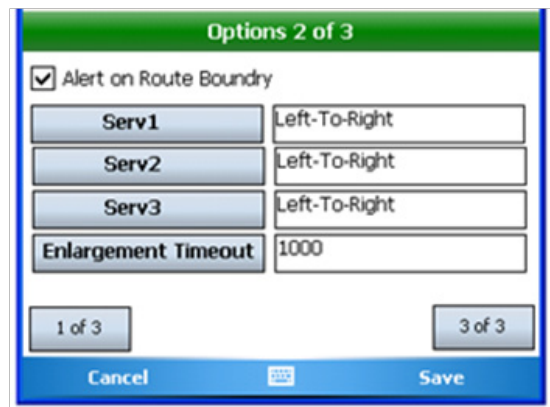 Options 2 of 3
Alert on Route Boundry
Serv1 Left-To-Right
Serv2 Left-To-Right
Serv3 Left-To-Right
Enlargement Timeout 1000
1 of 3 3 of 3
Cancel Save